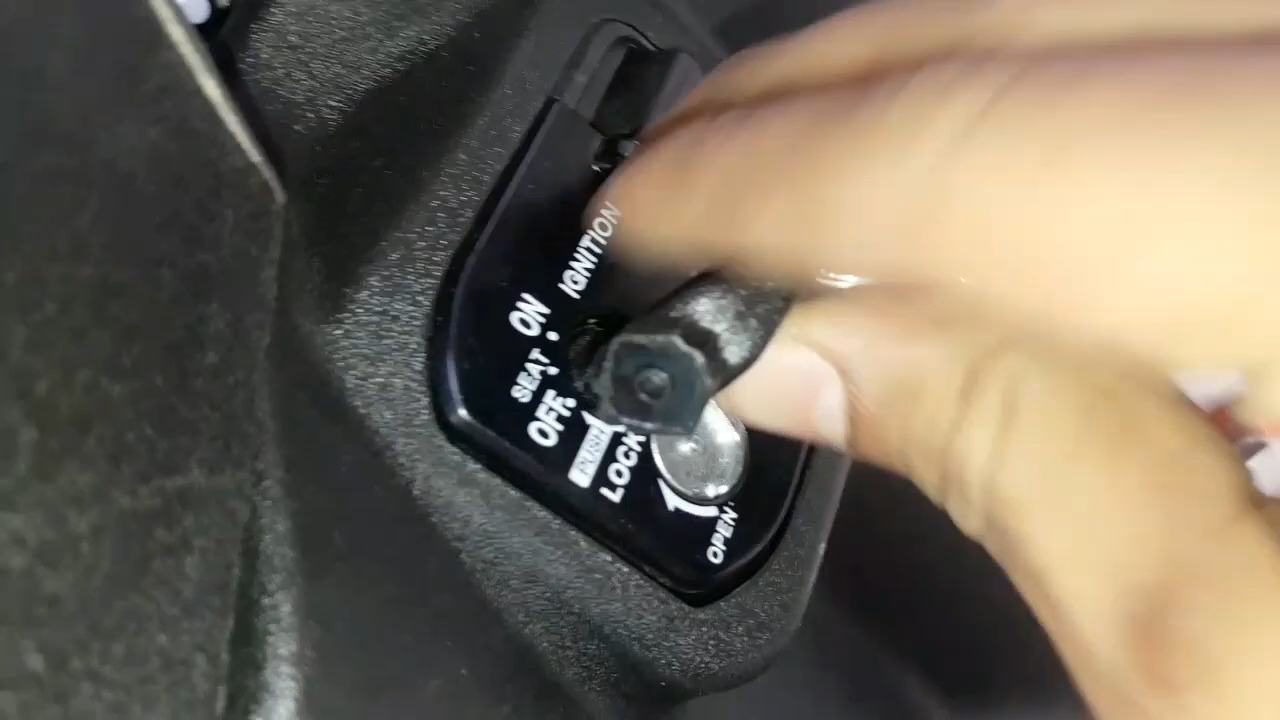 IGNITION
ON
SEAT
OFF
PUSH
LOCK
OPEN